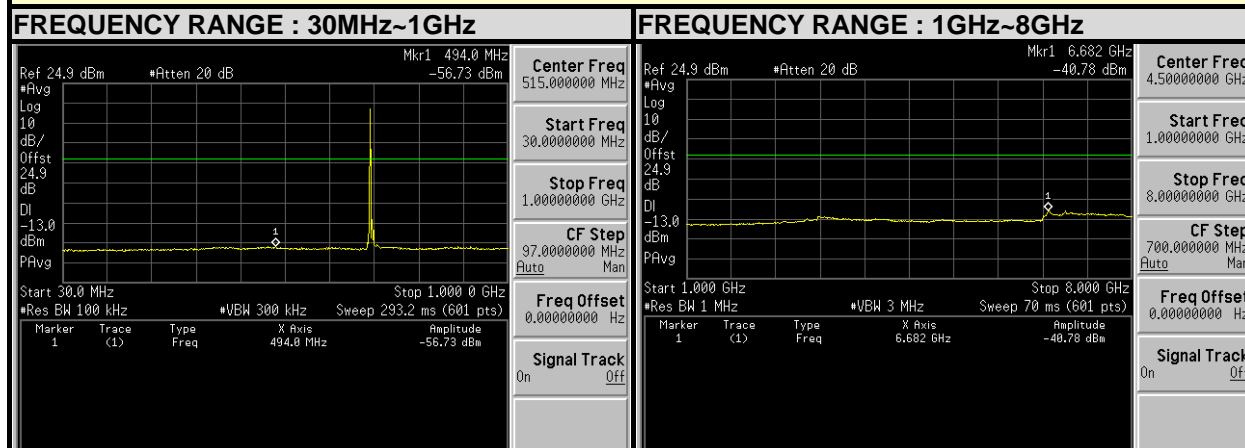 FREQUENCY RANGE : 30MHz~1GHz
Mkr1 494.0 MHz
Ref 24.9 dBm #Atten 20 dB -56.73 dBm
#Avg
Log
10
dB/
Offst
24.9
dB
DI
-13.0
dBm
PAvg
1
Start 30.0 MHz Stop 1.000 0 GHz
#Res BW 100 kHz #VBW 300 kHz Sweep 293.2 ms (601 pts)
Marker Trace Type X Axis Amplitude
1 (1) Freq 494.0 MHz -56.73 dBm
Center Freq
515.000000 MHz
Start Freq
30.0000000 MHz
Stop Freq
1.00000000 GHz
CF Step
97.0000000 MHz
Auto Man
Freq Offset
0.00000000 Hz
Signal Track
On Off
FREQUENCY RANGE : 1GHz~8GHz
Mkr1 6.682 GHz
Ref 24.9 dBm #Atten 20 dB -40.78 dBm
#Avg
Log
10
dB/
Offst
24.9
dB
DI
-13.0
dBm
PAvg
1
Start 1.000 GHz Stop 8.000 GHz
#Res BW 1 MHz #VBW 3 MHz Sweep 70 ms (601 pts)
Marker Trace Type X Axis Amplitude
1 (1) Freq 6.682 GHz -40.78 dBm
Center Freq
4.50000000 GHz
Start Freq
1.00000000 GHz
Stop Freq
8.00000000 GHz
CF Step
700.000000 MHz
Auto Man
Freq Offset
0.00000000 Hz
Signal Track
On Off